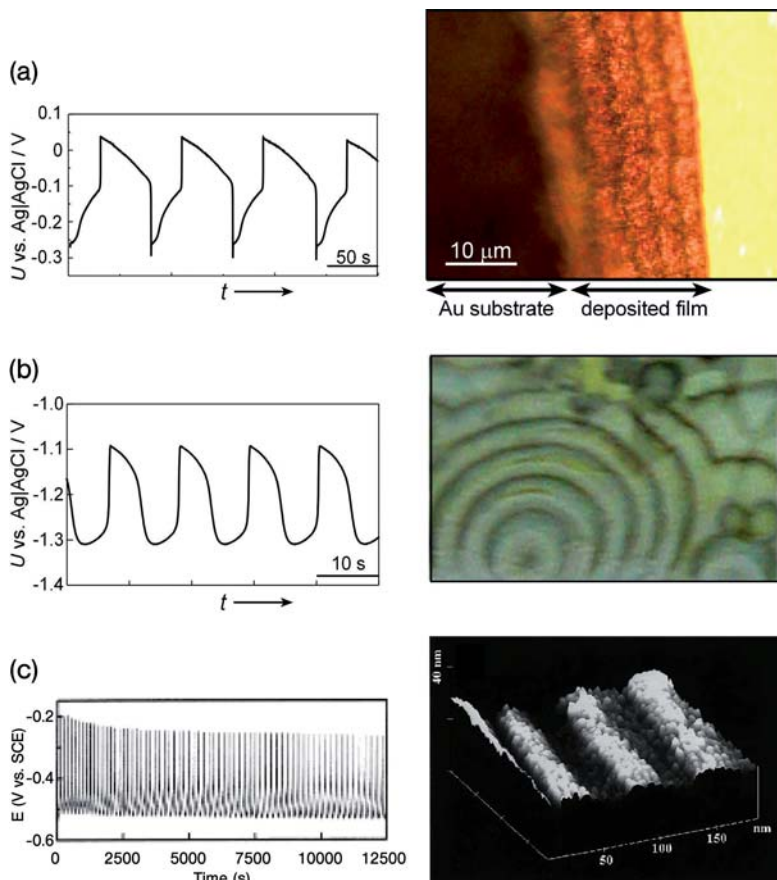 (a)
U vs. Ag|AgCl / V
0.1
0
-0.1
-0.2
-0.3
50 s
t
10 μm
Au substrate
deposited film
(b)
U vs. Ag|AgCl / V
-1.0
-1.1
-1.2
-1.3
-1.4
10 s
t
(c)
E (V vs. SCE)
-0.2
-0.4
-0.6
0 2500 5000 7500 10000 12500
Time (s)
40 nm
50 100 150 nm